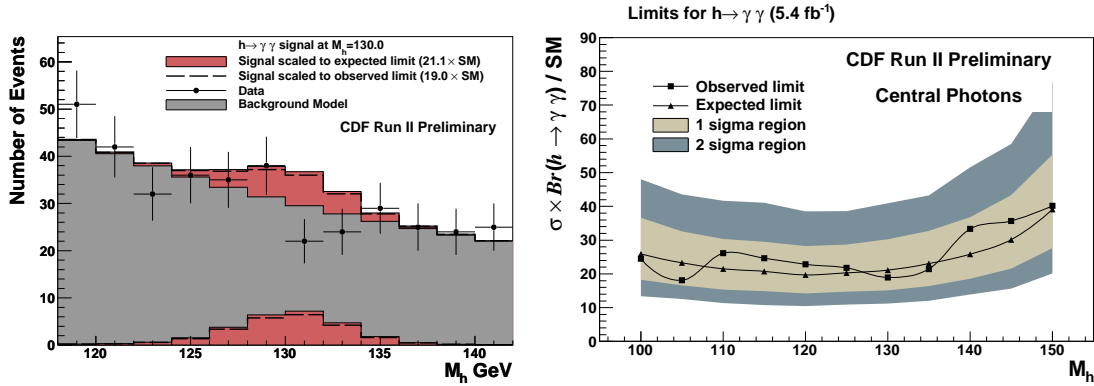 h→γγ signal at M_h=130.0
Signal scaled to expected limit (21.1× SM)
Signal scaled to observed limit (19.0× SM)
Data
Background Model
CDF Run II Preliminary
Number of Events
60
50
40
30
20
10
0
120 125 130 135 140
M_h GeV
Limits for h→γγ (5.4 fb⁻¹)
CDF Run II Preliminary
Central Photons
Observed limit
Expected limit
1 sigma region
2 sigma region
σ × Br(h → γγ) / SM
90
80
70
60
50
40
30
20
10
0
100 110 120 130 140 150
M_h